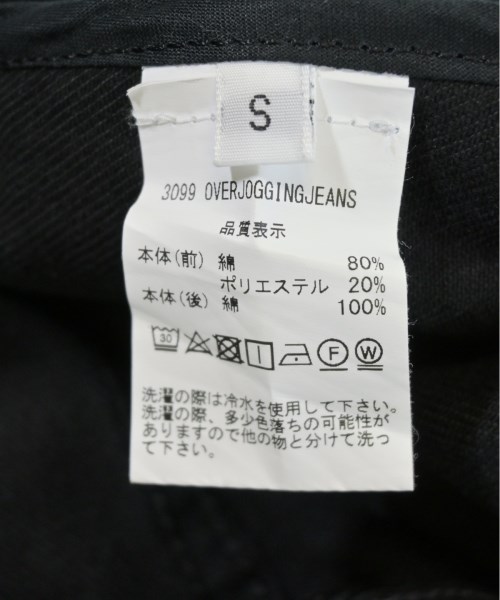 S
3099 OVERJOGGINGJEANS
品質表示
本体(前) 綿 80%
ポリエステル 20%
本体(後) 綿 100%
30 F W
洗濯の際は冷水を使用して下さい。
洗濯の際、多少色落ちの可能性が
ありますので他の物と分けて洗っ
て下さい。